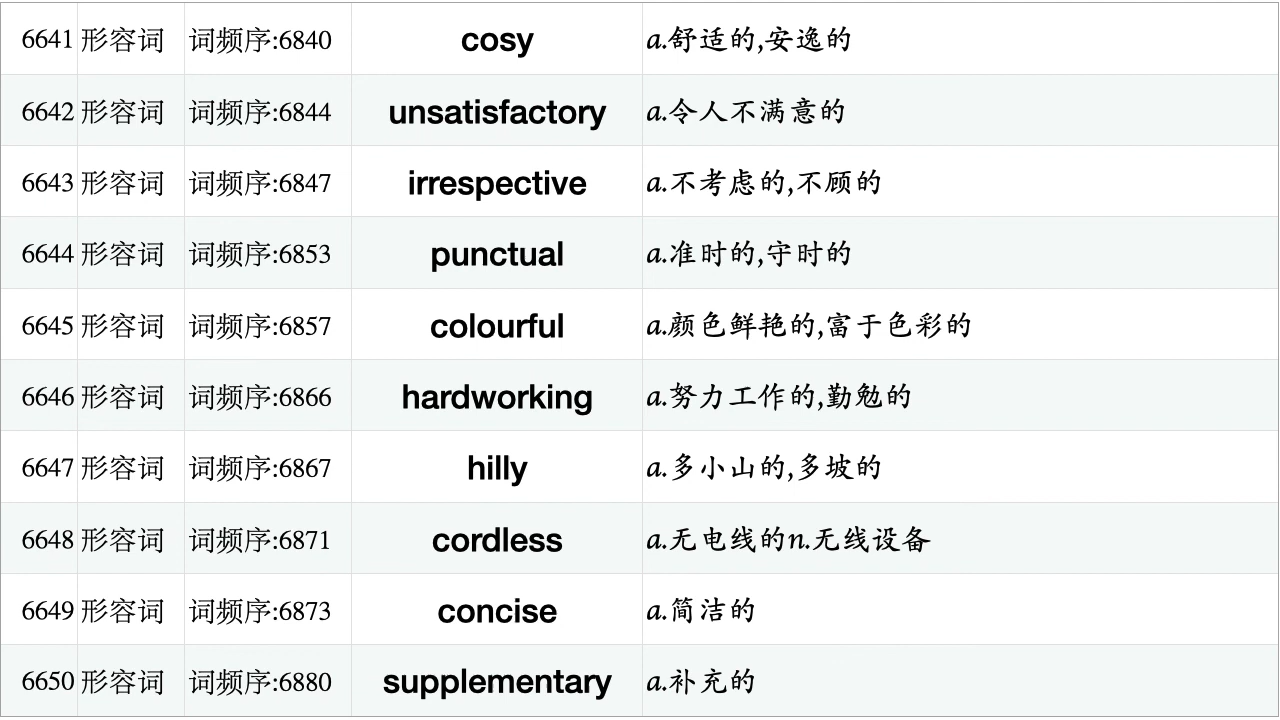 6641 形容词 词频序:6840 cosy a.舒适的,安逸的
6642 形容词 词频序:6844 unsatisfactory a.令人不满意的
6643 形容词 词频序:6847 irrespective a.不考虑的,不顾的
6644 形容词 词频序:6853 punctual a.准时的,守时的
6645 形容词 词频序:6857 colourful a.颜色鲜艳的,富于色彩的
6646 形容词 词频序:6866 hardworking a.努力工作的,勤勉的
6647 形容词 词频序:6867 hilly a.多小山的,多坡的
6648 形容词 词频序:6871 cordless a.无电线的n.无线设备
6649 形容词 词频序:6873 concise a.简洁的
6650 形容词 词频序:6880 supplementary a.补充的